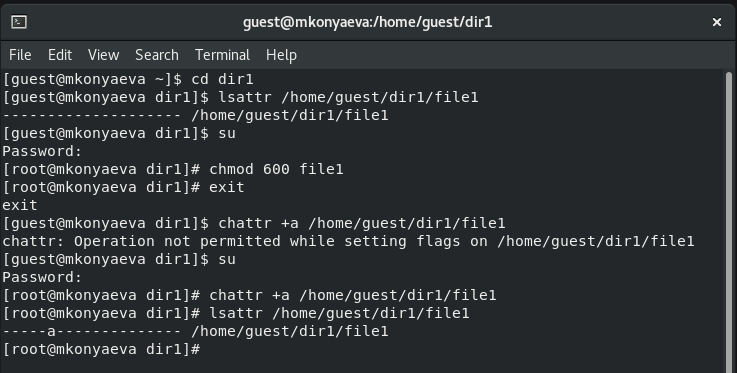 guest@mkonyaeva:/home/guest/dir1
File Edit View Search Terminal Help
[guest@mkonyaeva ~]$ cd dir1
[guest@mkonyaeva dir1]$ lsattr /home/guest/dir1/file1
-------------------- /home/guest/dir1/file1
[guest@mkonyaeva dir1]$ su
Password:
[root@mkonyaeva dir1]# chmod 600 file1
[root@mkonyaeva dir1]# exit
exit
[guest@mkonyaeva dir1]$ chattr +a /home/guest/dir1/file1
chattr: Operation not permitted while setting flags on /home/guest/dir1/file1
[guest@mkonyaeva dir1]$ su
Password:
[root@mkonyaeva dir1]# chattr +a /home/guest/dir1/file1
[root@mkonyaeva dir1]# lsattr /home/guest/dir1/file1
-----a-------------- /home/guest/dir1/file1
[root@mkonyaeva dir1]#